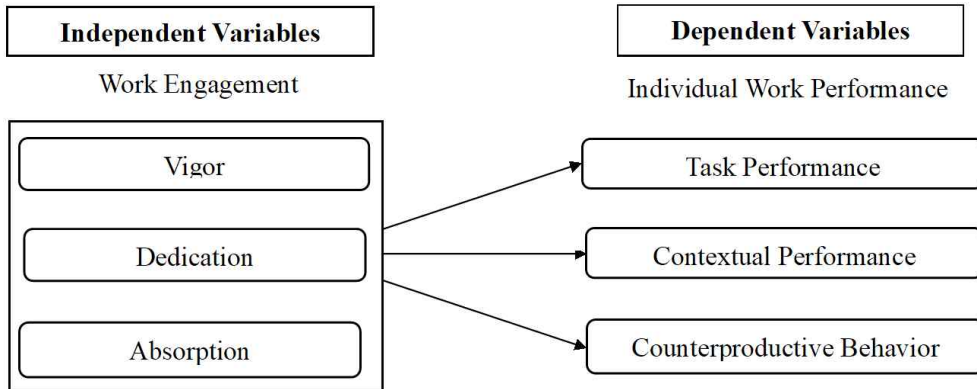 Independent Variables
Work Engagement
Vigor
Dedication
Absorption
Dependent Variables
Individual Work Performance
Task Performance
Contextual Performance
Counterproductive Behavior